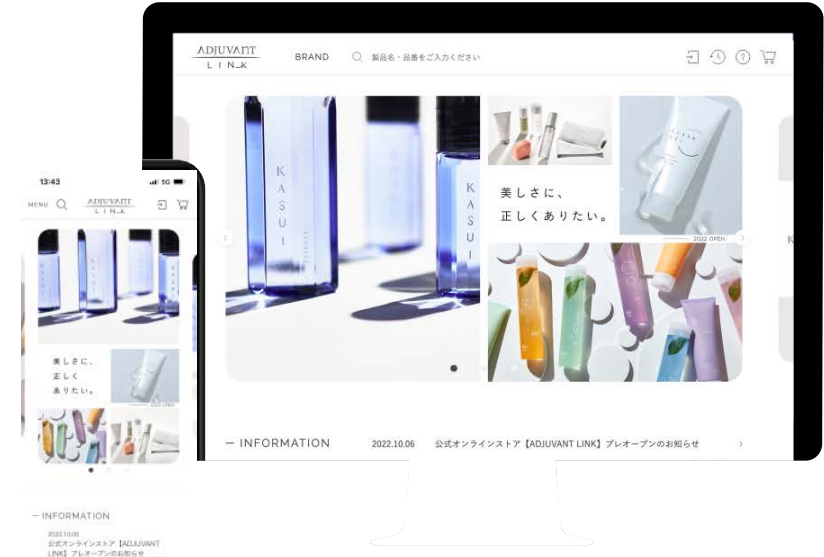 ADJUVANT
LINK
BRAND
製品名・品番をご入力ください
KASUI
KASUI
美しさに、
正しくありたい。
2022 OPEN
INFORMATION
2022.10.06
公式オンラインストア【ADJUVANT LINK】プレオープンのお知らせ
13:43
5G
MENU
ADJUVANT
LINK
美しさに、
正しく
ありたい。
2022 OPEN
INFORMATION
2022.10.06
公式オンラインストア【ADJUVANT
LINK】プレオープンのお知らせ